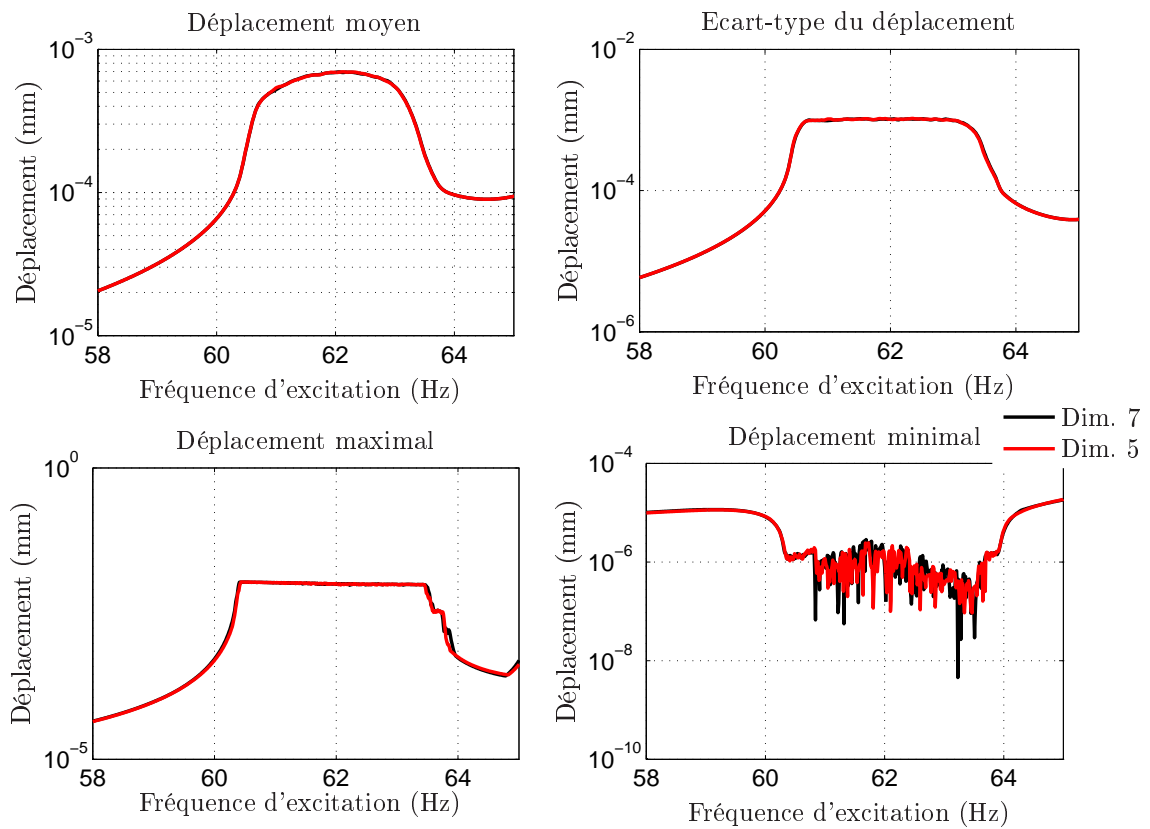 Déplacement moyen
10^−3
10^−4
10^−5
Déplacement (mm)
58 60 62 64
Fréquence d'excitation (Hz)
Ecart-type du déplacement
10^−2
10^−4
10^−6
Déplacement (mm)
58 60 62 64
Fréquence d'excitation (Hz)
Déplacement maximal
10^0
10^−5
Déplacement (mm)
58 60 62 64
Fréquence d'excitation (Hz)
Déplacement minimal
Dim. 7
Dim. 5
10^−4
10^−6
10^−8
10^−10
Déplacement (mm)
58 60 62 64
Fréquence d'excitation (Hz)